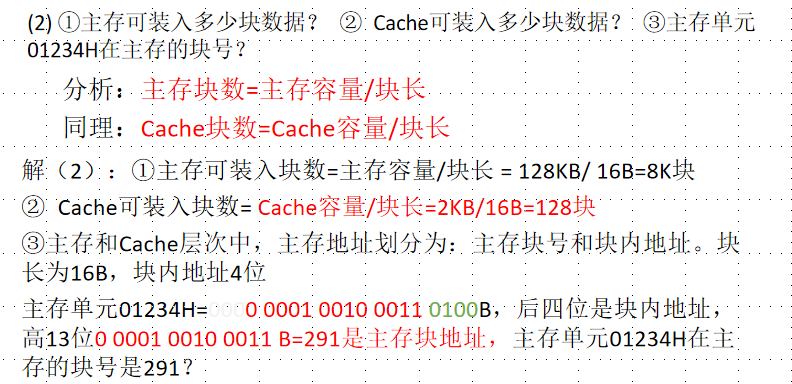 (2) ①主存可装入多少块数据？ ② Cache可装入多少块数据？ ③主存单元
01234H在主存的块号？
分析：主存块数=主存容量/块长
同理：Cache块数=Cache容量/块长
解（2）：①主存可装入块数=主存容量/块长 = 128KB/ 16B=8K块
② Cache可装入块数= Cache容量/块长=2KB/16B=128块
③主存和Cache层次中，主存地址划分为：主存块号和块内地址。块
长为16B，块内地址4位
主存单元01234H=0000 0001 0010 0011 0100B，后四位是块内地址，
高13位0 0001 0010 0011 B=291是主存块地址，主存单元01234H在主
存的块号是291？